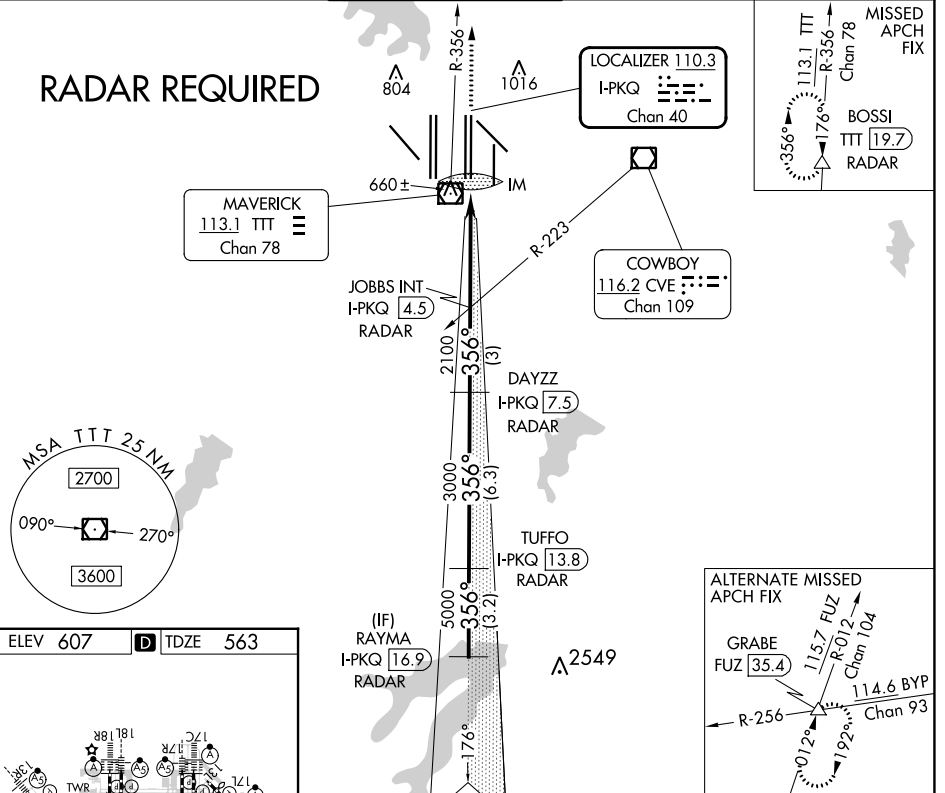 RADAR REQUIRED
R-356
804
1016
LOCALIZER 110.3
I-PKQ
Chan 40
MISSED
APCH
FIX
113.1 TTT
R-356
Chan 78
356°
176°
BOSSI
TTT 19.7
RADAR
660 ±
IM
MAVERICK
113.1 TTT
Chan 78
R-223
COWBOY
116.2 CVE
Chan 109
JOBBS INT
I-PKQ 4.5
RADAR
2100
356°
(3)
DAYZZ
I-PKQ 7.5
RADAR
3000
356°
(6.3)
TUFFO
I-PKQ 13.8
RADAR
5000
356°
(3.2)
(IF)
RAYMA
I-PKQ 16.9
RADAR
2549
176°
MSA TTT 25 NM
2700
090°
270°
3600
ALTERNATE MISSED
APCH FIX
GRABE
FUZ 35.4
115.7 FUZ
R-012
Chan 104
114.6 BYP
Chan 93
R-256
012°
192°
ELEV 607 D TDZE 563
18R
18L
17R
17C
13R
17L
A
A5
A5
A
A5
A
TWR